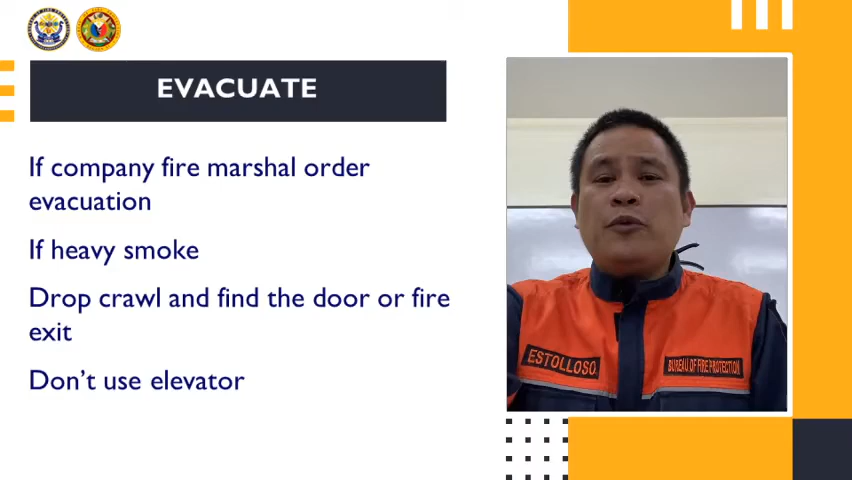 EVACUATE
If company fire marshal order
evacuation
If heavy smoke
Drop crawl and find the door or fire
exit
Don't use elevator
ESTOLLOSO.
BUREAU OF FIRE PROTECTION